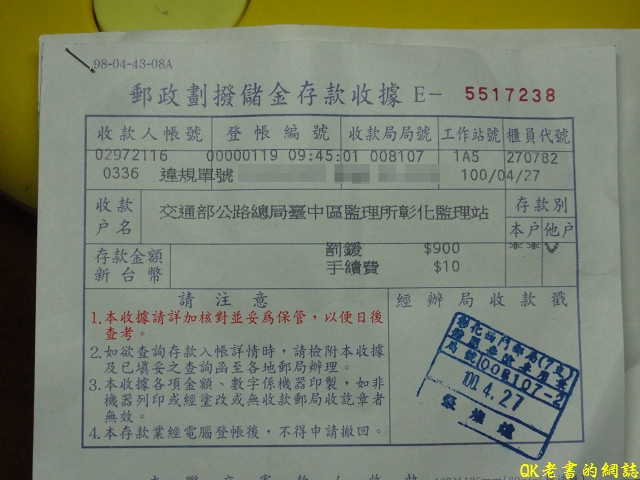 98-04-43-08A
郵政劃撥儲金存款收據 E- 5517238
收款人帳號 登帳編號 收款局局號 工作站號 櫃員代號
02972116 00000119 09:45:01 008107 1A5 270782
0336 違規單號 100/04/27
收款戶名 交通部公路總局臺中區監理所彰化監理站 存款別
本戶 他戶
** V
存款金額 罰鍰 $900
新台幣 手續費 $10
請注意 經辦局收款戳
1.本收據請詳加核對並妥為保管，以便日後
查考。
2.如欲查詢存款入帳詳情時，請檢附本收據
及已填妥之查詢函至各地郵局辦理。
3.本收據各項金額、數字係機器印製，如非
機器列印或經塗改或無收款郵局收訖章者
無效。
4.本存款業經電腦登帳後，不得申請撤回。
彰化西門郵局
局號 008107-2
100.4.27
QK老書的網誌